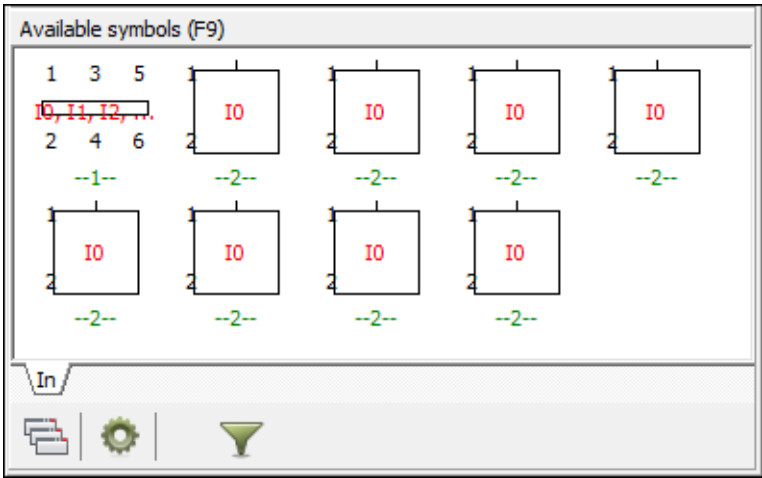 Available symbols (F9)
1 3 5 1 1 1 1
I0, I1, I2, ... I0 I0 I0 I0
2 4 6 2 2 2 2
--1-- --2-- --2-- --2-- --2--
1 1 1 1
I0 I0 I0 I0
2 2 2 2
--2-- --2-- --2-- --2--
In